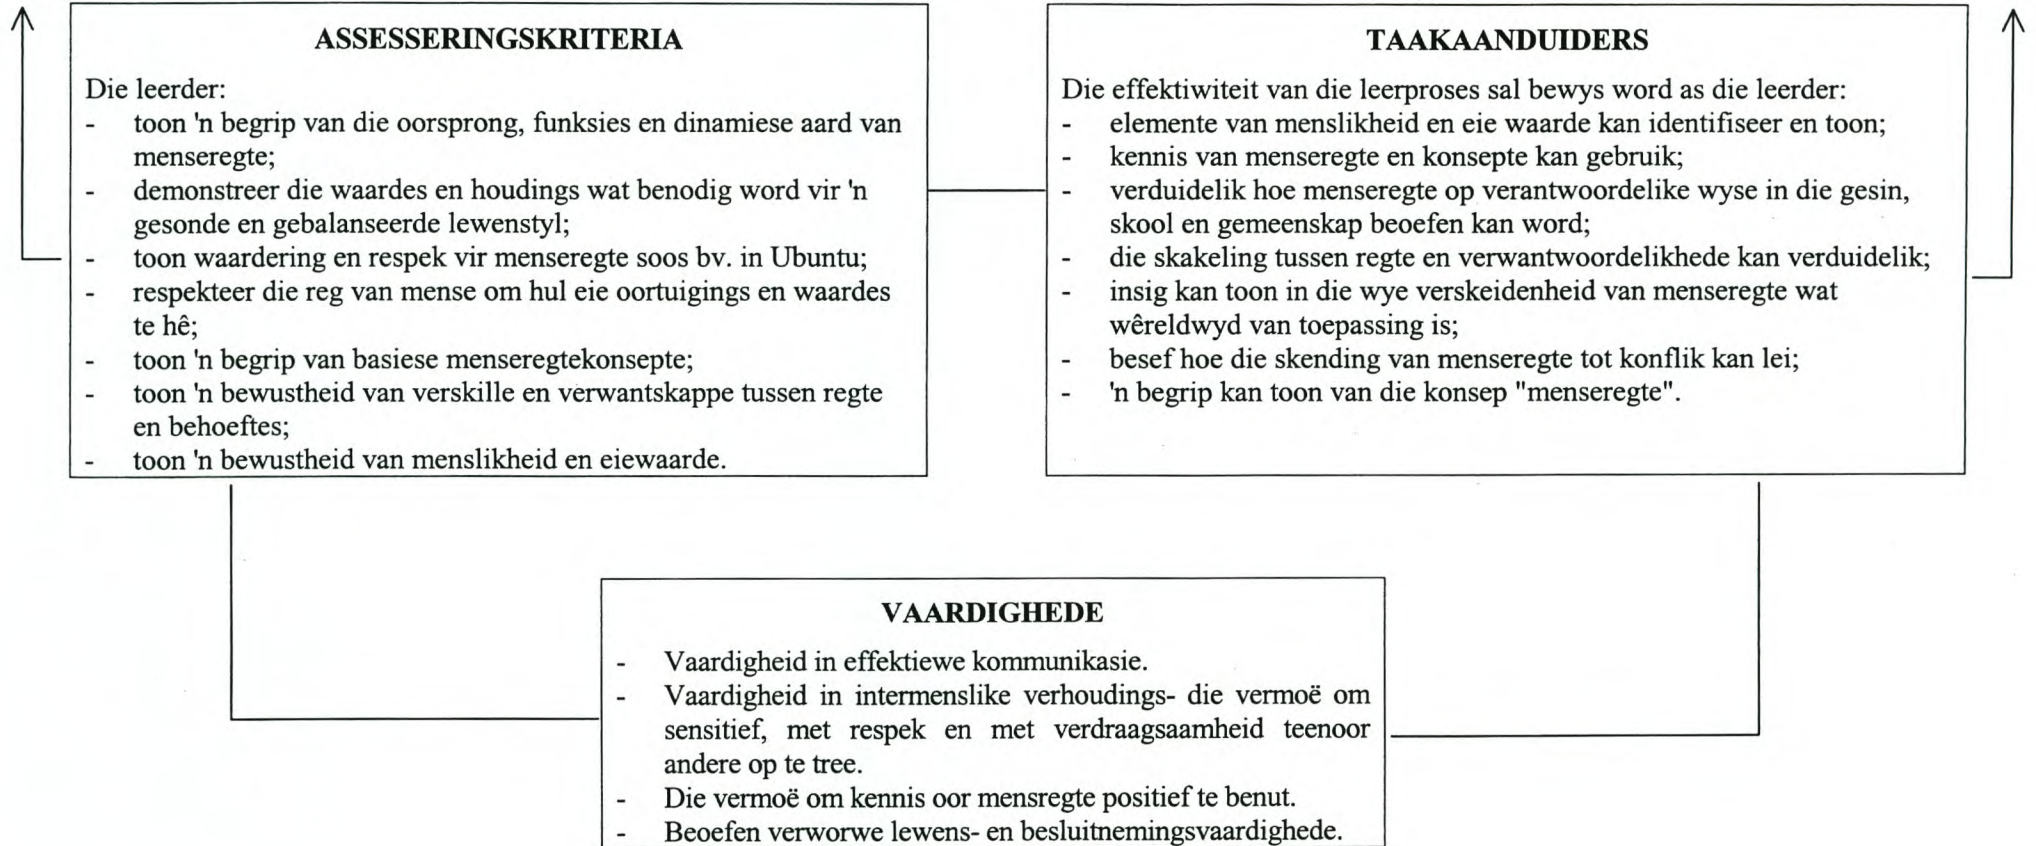 ASSESSERINGSKRITERIA
Die leerder:
- toon 'n begrip van die oorsprong, funksies en dinamiese aard van
menseregte;
- demonstreer die waardes en houdings wat benodig word vir 'n
gesonde en gebalanseerde lewenstyl;
- toon waardering en respek vir menseregte soos bv. in Ubuntu;
- respekteer die reg van mense om hul eie oortuigings en waardes
te hê;
- toon 'n begrip van basiese menseregtekonsepte;
- toon 'n bewustheid van verskille en verwantskappe tussen regte
en behoeftes;
- toon 'n bewustheid van menslikheid en eiewaarde.
TAAKAANDUIDERS
Die effektiwiteit van die leerproses sal bewys word as die leerder:
- elemente van menslikheid en eie waarde kan identifiseer en toon;
- kennis van menseregte en konsepte kan gebruik;
- verduidelik hoe menseregte op verantwoordelike wyse in die gesin,
skool en gemeenskap beoefen kan word;
- die skakeling tussen regte en verwantwoordelikhede kan verduidelik;
- insig kan toon in die wye verskeidenheid van menseregte wat
wêreldwyd van toepassing is;
- besef hoe die skending van menseregte tot konflik kan lei;
- 'n begrip kan toon van die konsep "menseregte".
VAARDIGHEDE
- Vaardigheid in effektiewe kommunikasie.
- Vaardigheid in intermenslike verhoudings- die vermoë om
sensitief, met respek en met verdraagsaamheid teenoor
andere op te tree.
- Die vermoë om kennis oor mensregte positief te benut.
- Beoefen verworwe lewens- en besluitnemingsvaardighede.